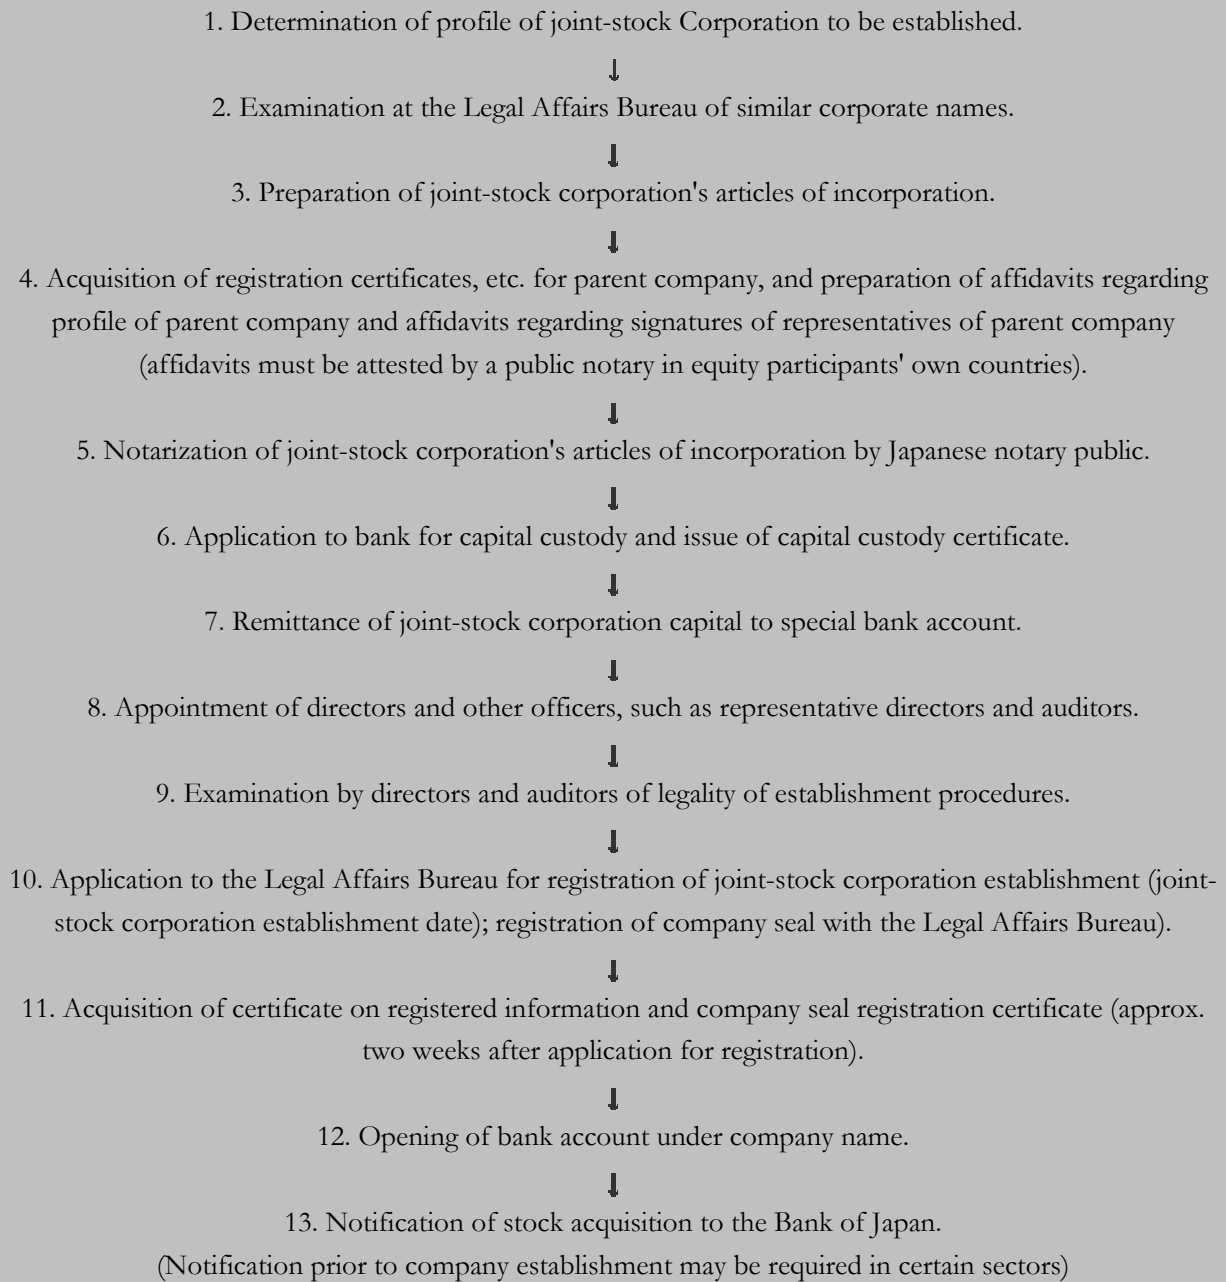 1. Determination of profile of joint-stock Corporation to be established.
↓
2. Examination at the Legal Affairs Bureau of similar corporate names.
↓
3. Preparation of joint-stock corporation's articles of incorporation.
↓
4. Acquisition of registration certificates, etc. for parent company, and preparation of affidavits regarding
profile of parent company and affidavits regarding signatures of representatives of parent company
(affidavits must be attested by a public notary in equity participants' own countries).
↓
5. Notarization of joint-stock corporation's articles of incorporation by Japanese notary public.
↓
6. Application to bank for capital custody and issue of capital custody certificate.
↓
7. Remittance of joint-stock corporation capital to special bank account.
↓
8. Appointment of directors and other officers, such as representative directors and auditors.
↓
9. Examination by directors and auditors of legality of establishment procedures.
↓
10. Application to the Legal Affairs Bureau for registration of joint-stock corporation establishment (joint-
stock corporation establishment date); registration of company seal with the Legal Affairs Bureau).
↓
11. Acquisition of certificate on registered information and company seal registration certificate (approx.
two weeks after application for registration).
↓
12. Opening of bank account under company name.
↓
13. Notification of stock acquisition to the Bank of Japan.
(Notification prior to company establishment may be required in certain sectors)